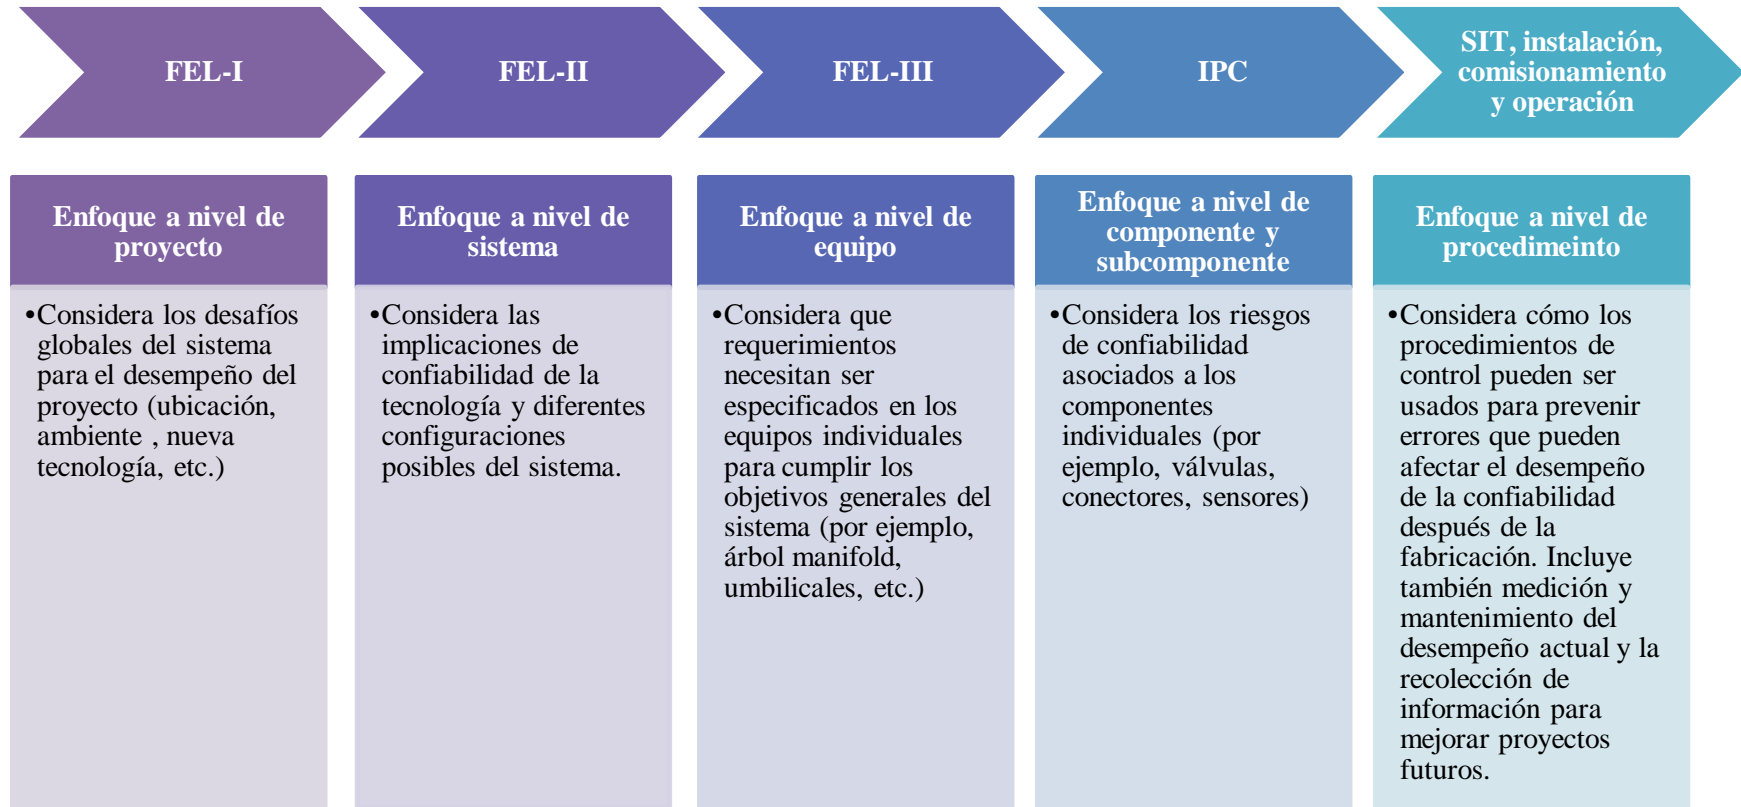 FEL-I
FEL-II
FEL-III
IPC
SIT, instalación,
comisionamiento
y operación
Enfoque a nivel de
proyecto
•Considera los desafíos
globales del sistema
para el desempeño del
proyecto (ubicación,
ambiente , nueva
tecnología, etc.)
Enfoque a nivel de
sistema
•Considera las
implicaciones de
confiabilidad de la
tecnología y diferentes
configuraciones
posibles del sistema.
Enfoque a nivel de
equipo
•Considera que
requerimientos
necesitan ser
especificados en los
equipos individuales
para cumplir los
objetivos generales del
sistema (por ejemplo,
árbol manifold,
umbilicales, etc.)
Enfoque a nivel de
componente y
subcomponente
•Considera los riesgos
de confiabilidad
asociados a los
componentes
individuales (por
ejemplo, válvulas,
conectores, sensores)
Enfoque a nivel de
procedimeinto
•Considera cómo los
procedimientos de
control pueden ser
usados para prevenir
errores que pueden
afectar el desempeño
de la confiabilidad
después de la
fabricación. Incluye
también medición y
mantenimiento del
desempeño actual y la
recolección de
información para
mejorar proyectos
futuros.